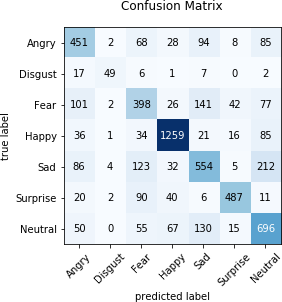 Confusion Matrix
true label
Angry 451 2 68 28 94 8 85
Disgust 17 49 6 1 7 0 2
Fear 101 2 398 26 141 42 77
Happy 36 1 34 1259 21 16 85
Sad 86 4 123 32 554 5 212
Surprise 20 2 90 40 6 487 11
Neutral 50 0 55 67 130 15 696
Angry Disgust Fear Happy Sad Surprise Neutral
predicted label